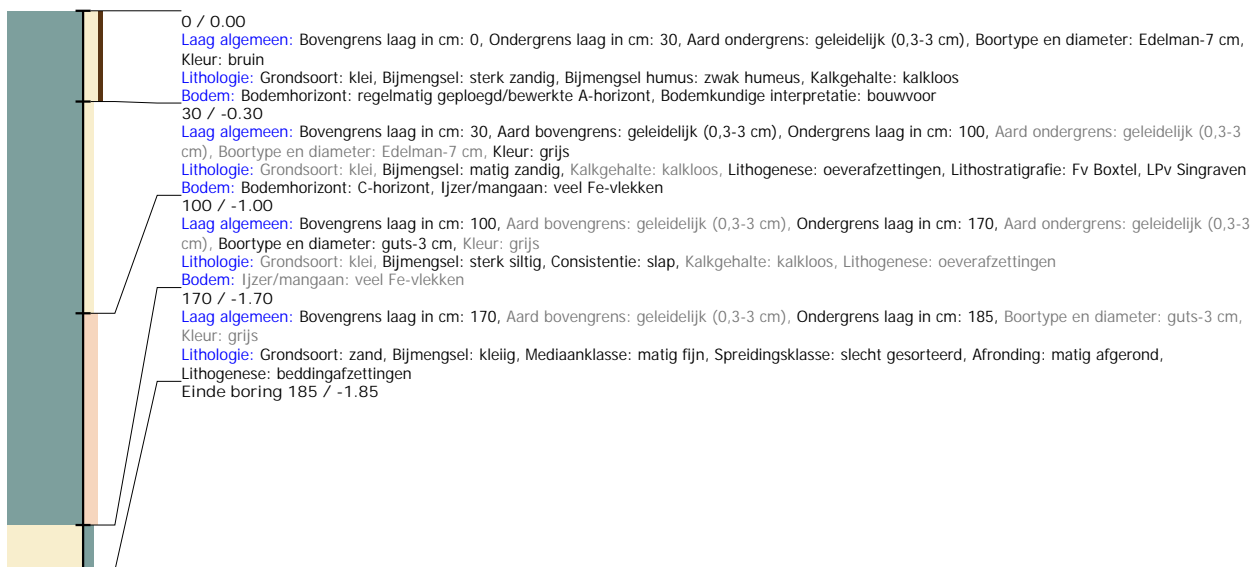 0 / 0.00
Laag algemeen: Bovengrens laag in cm: 0, Ondergrens laag in cm: 30, Aard ondergrens: geleidelijk (0,3-3 cm), Boortype en diameter: Edelman-7 cm,
Kleur: bruin
Lithologie: Grondsoort: klei, Bijmengsel: sterk zandig, Bijmengsel humus: zwak humeus, Kalkgehalte: kalkloos
Bodem: Bodemhorizont: regelmatig geploegd/bewerkte A-horizont, Bodemkundige interpretatie: bouwvoor
30 / -0.30
Laag algemeen: Bovengrens laag in cm: 30, Aard bovengrens: geleidelijk (0,3-3 cm), Ondergrens laag in cm: 100, Aard ondergrens: geleidelijk (0,3-3
cm), Boortype en diameter: Edelman-7 cm, Kleur: grijs
Lithologie: Grondsoort: klei, Bijmengsel: matig zandig, Kalkgehalte: kalkloos, Lithogenese: oeverafzettingen, Lithostratigrafie: Fv Boxtel, LPv Singraven
Bodem: Bodemhorizont: C-horizont, Ijzer/mangaan: veel Fe-vlekken
100 / -1.00
Laag algemeen: Bovengrens laag in cm: 100, Aard bovengrens: geleidelijk (0,3-3 cm), Ondergrens laag in cm: 170, Aard ondergrens: geleidelijk (0,3-3
cm), Boortype en diameter: guts-3 cm, Kleur: grijs
Lithologie: Grondsoort: klei, Bijmengsel: sterk siltig, Consistentie: slap, Kalkgehalte: kalkloos, Lithogenese: oeverafzettingen
Bodem: Ijzer/mangaan: veel Fe-vlekken
170 / -1.70
Laag algemeen: Bovengrens laag in cm: 170, Aard bovengrens: geleidelijk (0,3-3 cm), Ondergrens laag in cm: 185, Boortype en diameter: guts-3 cm,
Kleur: grijs
Lithologie: Grondsoort: zand, Bijmengsel: kleiig, Mediaanklasse: matig fijn, Spreidingsklasse: slecht gesorteerd, Afronding: matig afgerond,
Lithogenese: beddingafzettingen
Einde boring 185 / -1.85